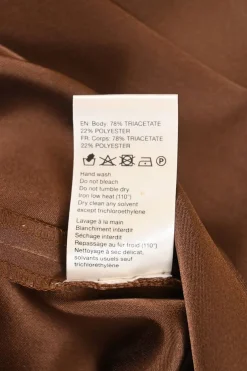 EN: Body: 78% TRIACETATE
22% POLYESTER
FR: Corps: 78% TRIACETATE
22% POLYESTER
Hand wash
Do not bleach
Do not tumble dry
Iron low heat (110°)
Dry clean any solvent
except trichloroethylene
Lavage à la main
Blanchiment interdit
Séchage interdit
Repassage au fer froid (110°)
Nettoyage à sec délicat,
solvants usuels sauf
trichloréthylène